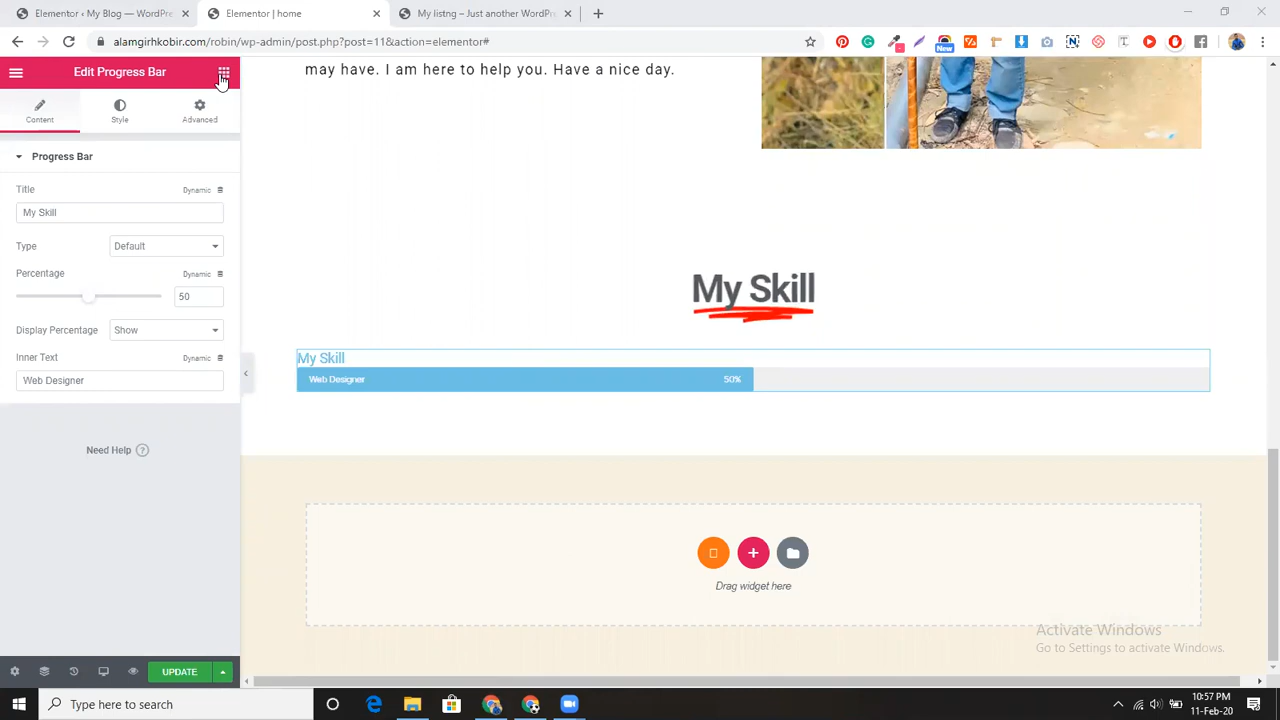 Elementor ‹ My Blog — WordPre
Elementor | home
My listng – Just another WordPr
alamgirhkobir.com/robin/wp-admin/post.php?post=11&action=elementor#
New
Edit Progress Bar
Content
Style
Advanced
Progress Bar
Title
Dynamic
My Skill
Type
Default
Percentage
Dynamic
50
Display Percentage
Show
Inner Text
Dynamic
Web Designer
Need Help ?
UPDATE
may have. I am here to help you. Have a nice day.
My Skill
My Skill
Web Designer
50%
Drag widget here
Activate Windows
Go to Settings to activate Windows.
Type here to search
10:57 PM
11-Feb-20